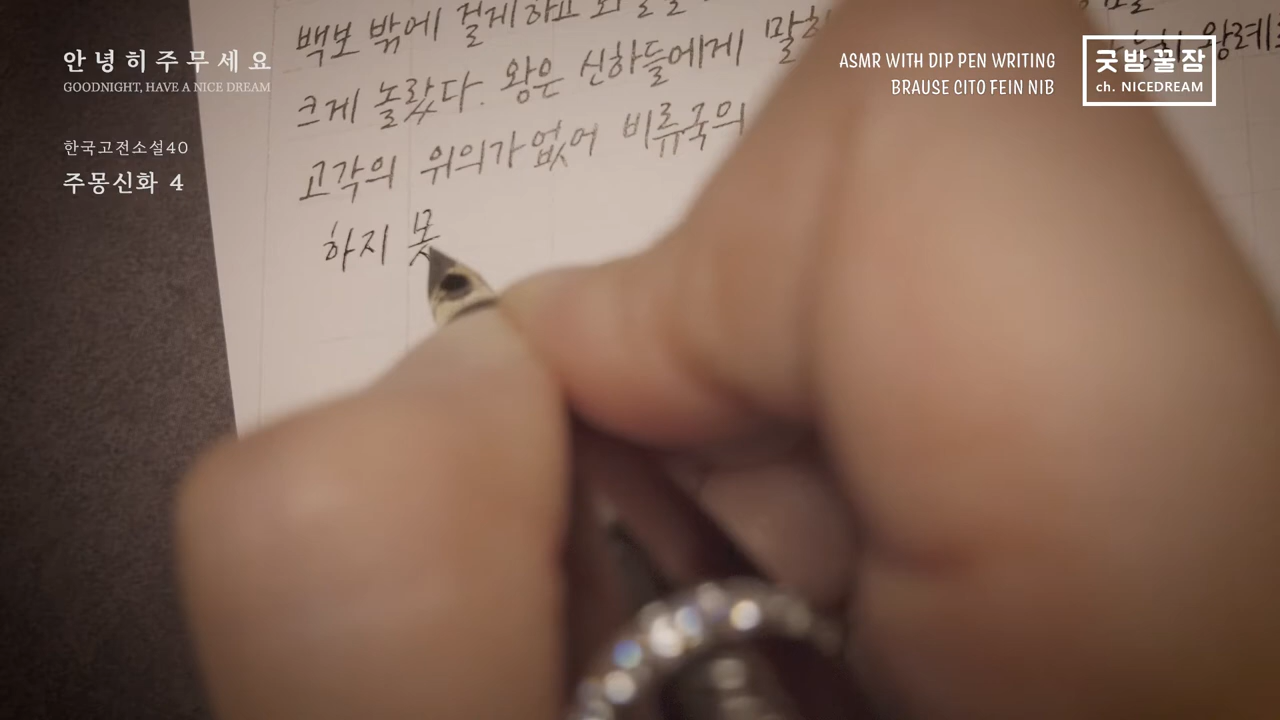 안녕히주무세요
GOODNIGHT, HAVE A NICE DREAM
한국고전소설40
주몽신화 4
ASMR WITH DIP PEN WRITING
BRAUSE CITO FEIN NIB
굿밤꿀잠
ch. NICEDREAM
백보 밖에 걸게하고
크게 놀랐다. 왕은 신하들에게 말하
고각의 위의가 없어 비류국의
하지 못